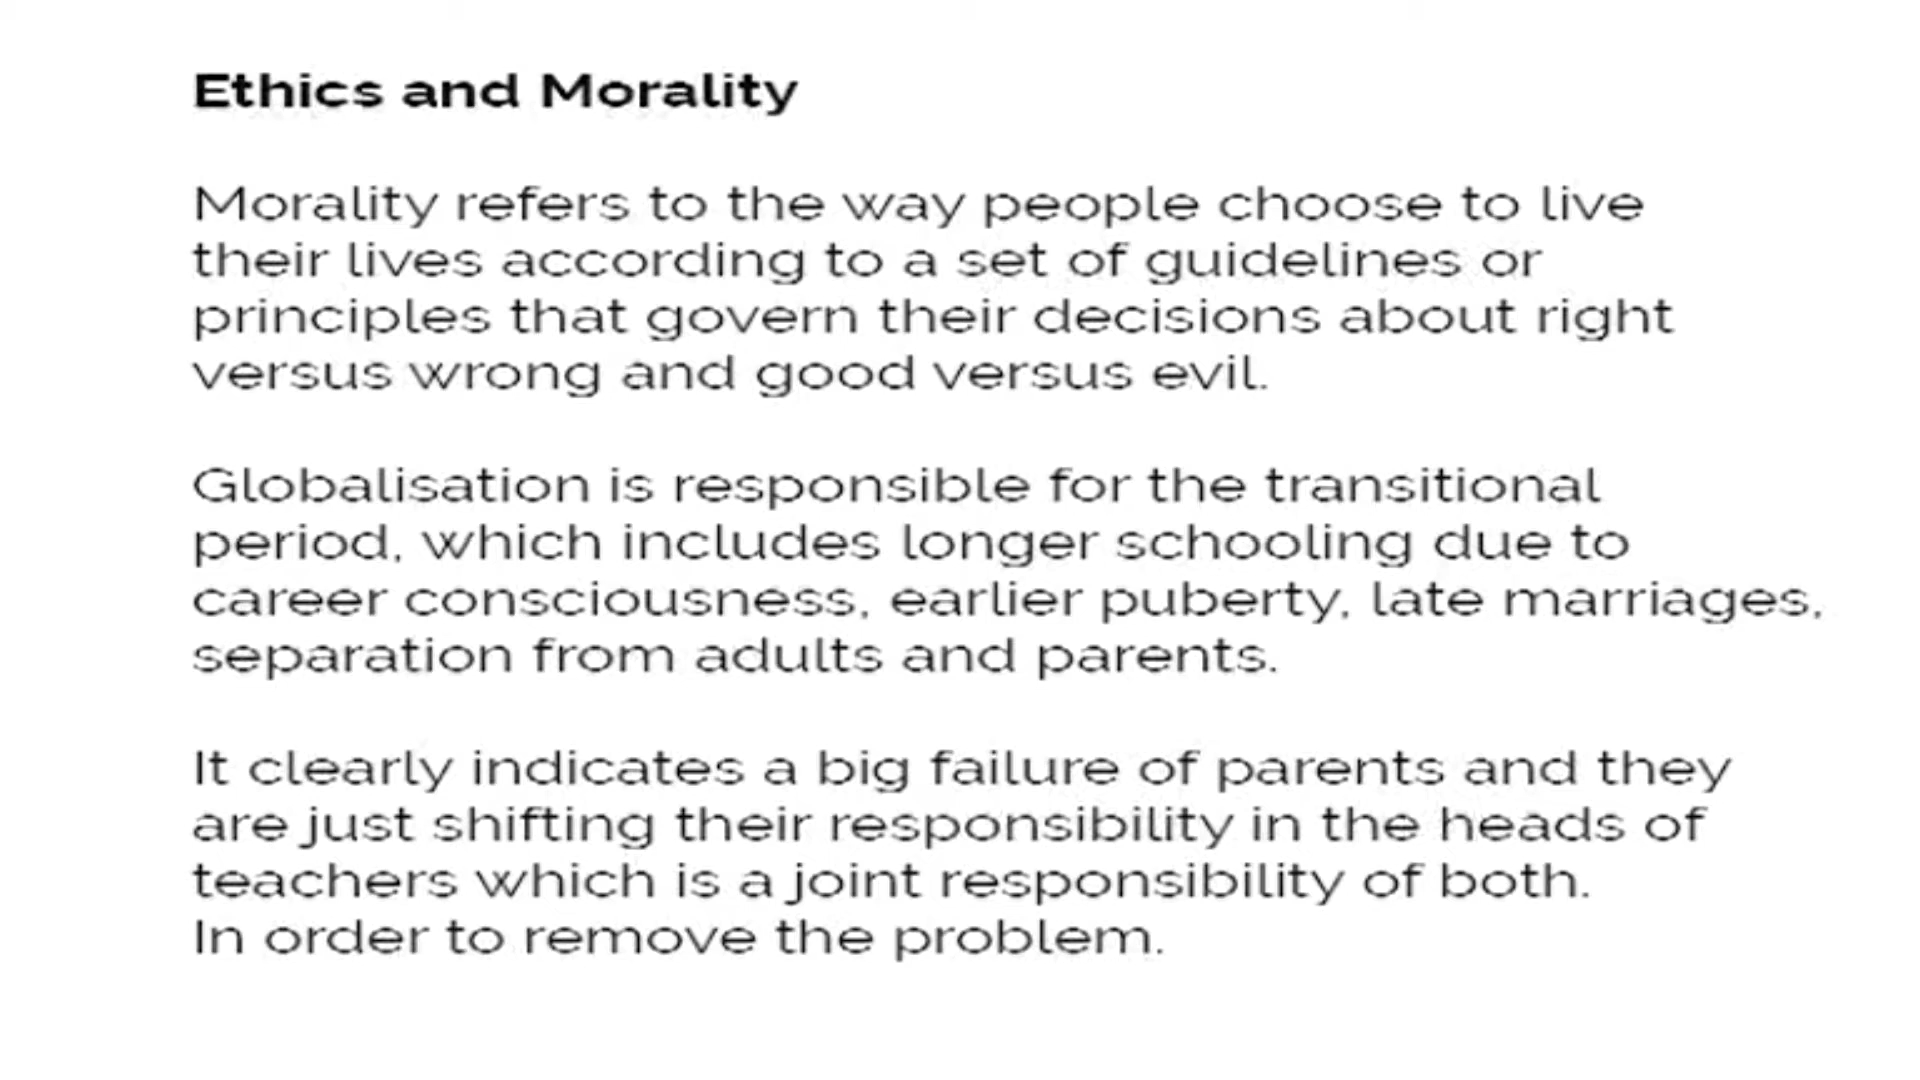 Ethics and Morality
Morality refers to the way people choose to live
their lives according to a set of guidelines or
principles that govern their decisions about right
versus wrong and good versus evil.
Globalisation is responsible for the transitional
period, which includes longer schooling due to
career consciousness, earlier puberty, late marriages,
separation from adults and parents.
It clearly indicates a big failure of parents and they
are just shifting their responsibility in the heads of
teachers which is a joint responsibility of both.
In order to remove the problem.